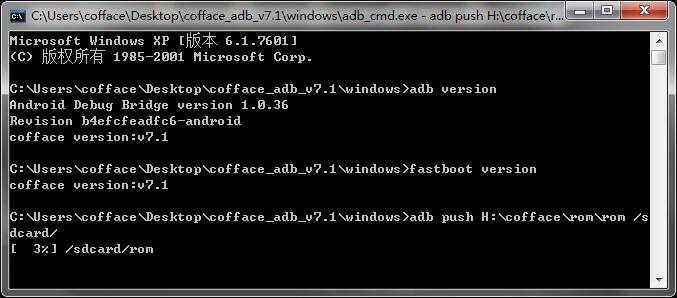 C:\Users\cofface\Desktop\cofface_adb_v7.1\windows\adb_cmd.exe - adb push H:\cofface\r...
Microsoft Windows XP [版本 6.1.7601]
(C) 版权所有 1985-2001 Microsoft Corp.
C:\Users\cofface\Desktop\cofface_adb_v7.1\windows>adb version
Android Debug Bridge version 1.0.36
Revision b4efcfeadfc6-android
cofface version:v7.1
C:\Users\cofface\Desktop\cofface_adb_v7.1\windows>fastboot version
cofface version:v7.1
C:\Users\cofface\Desktop\cofface_adb_v7.1\windows>adb push H:\cofface\rom\rom /s
dcard/
[  3%] /sdcard/rom